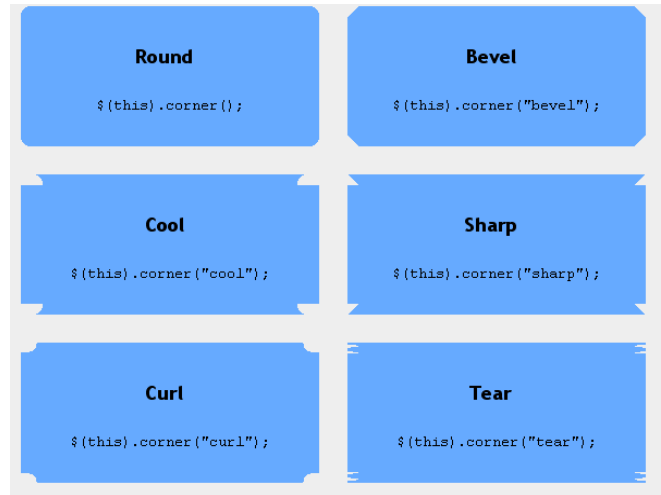 Round
$(this).corner();
Bevel
$(this).corner("bevel");
Cool
$(this).corner("cool");
Sharp
$(this).corner("sharp");
Curl
$(this).corner("curl");
Tear
$(this).corner("tear");